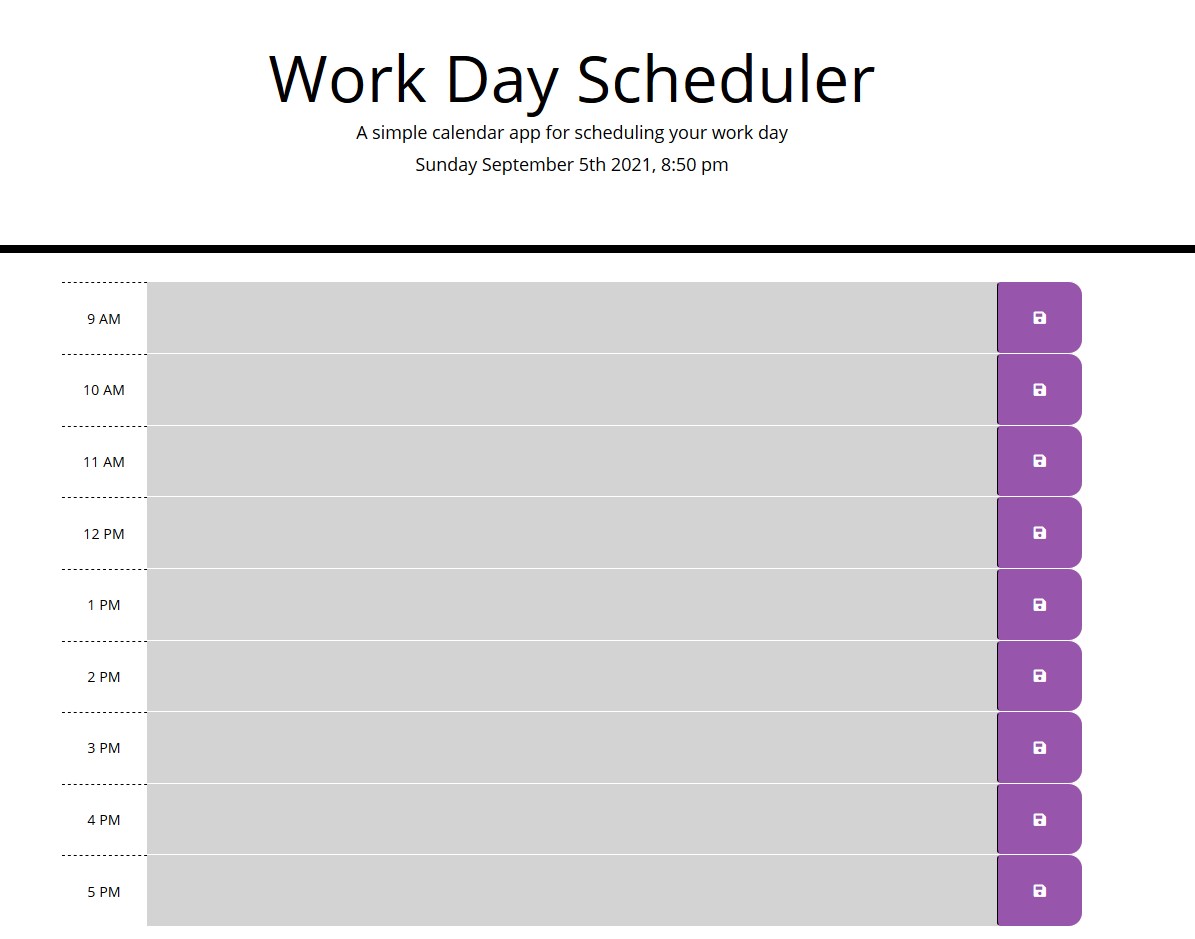 Work Day Scheduler
A simple calendar app for scheduling your work day
Sunday September 5th 2021, 8:50 pm
9 AM
10 AM
11 AM
12 PM
1 PM
2 PM
3 PM
4 PM
5 PM